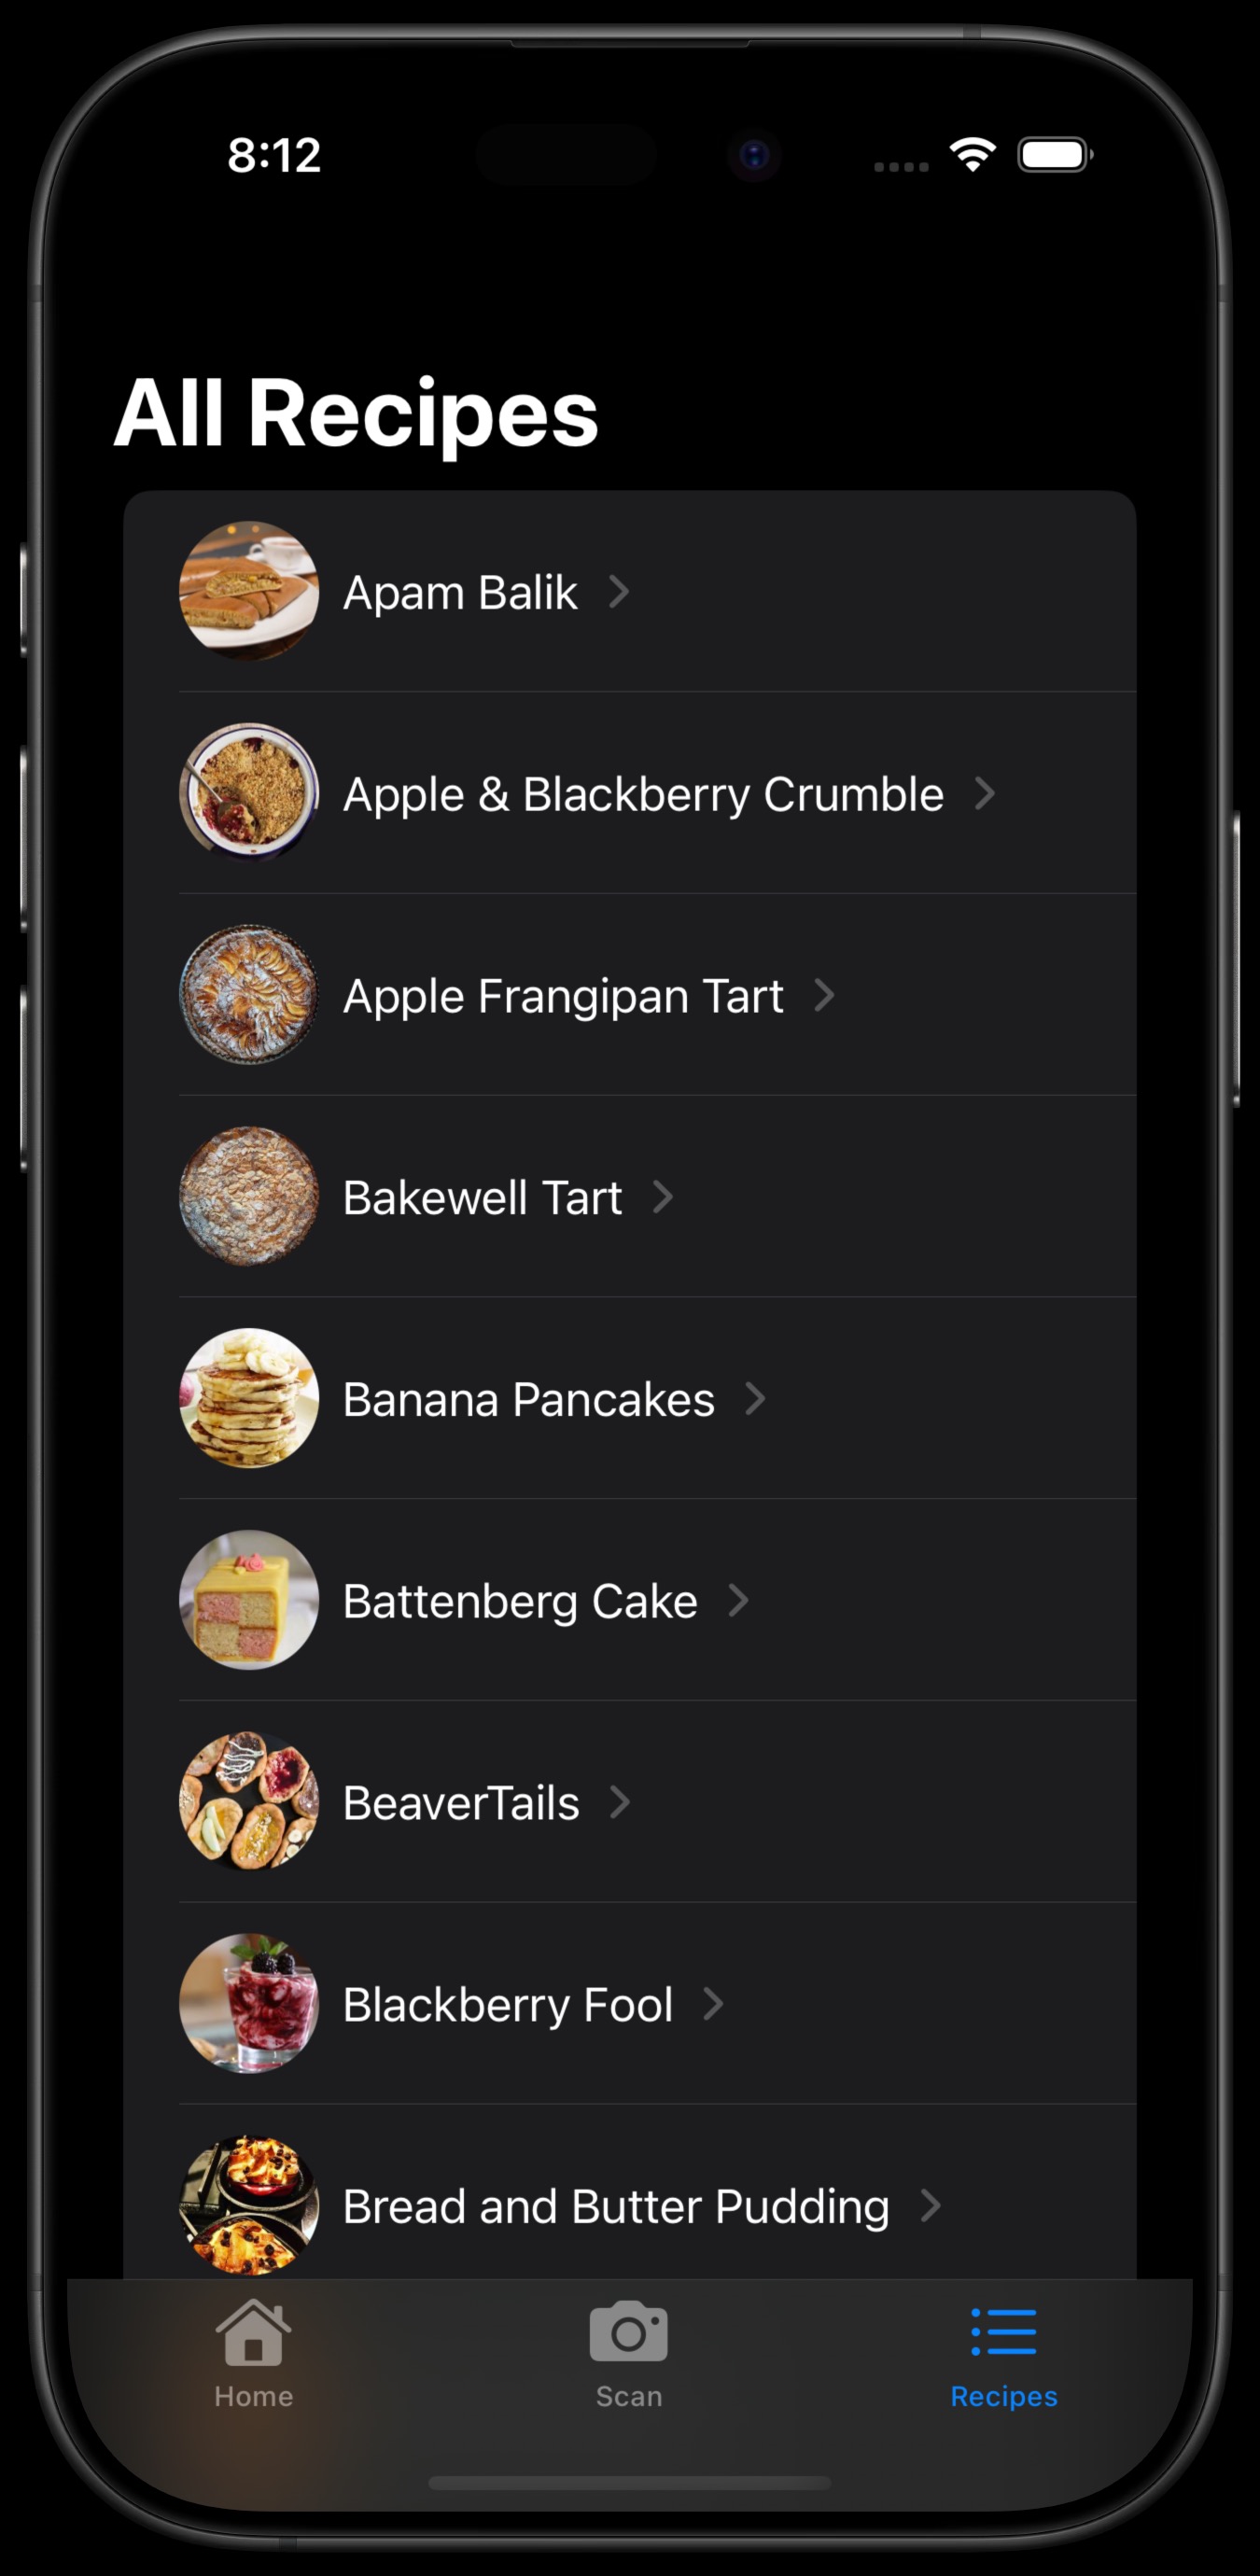 8:12
All Recipes
Apam Balik
Apple & Blackberry Crumble
Apple Frangipan Tart
Bakewell Tart
Banana Pancakes
Battenberg Cake
BeaverTails
Blackberry Fool
Bread and Butter Pudding
Home Scan Recipes